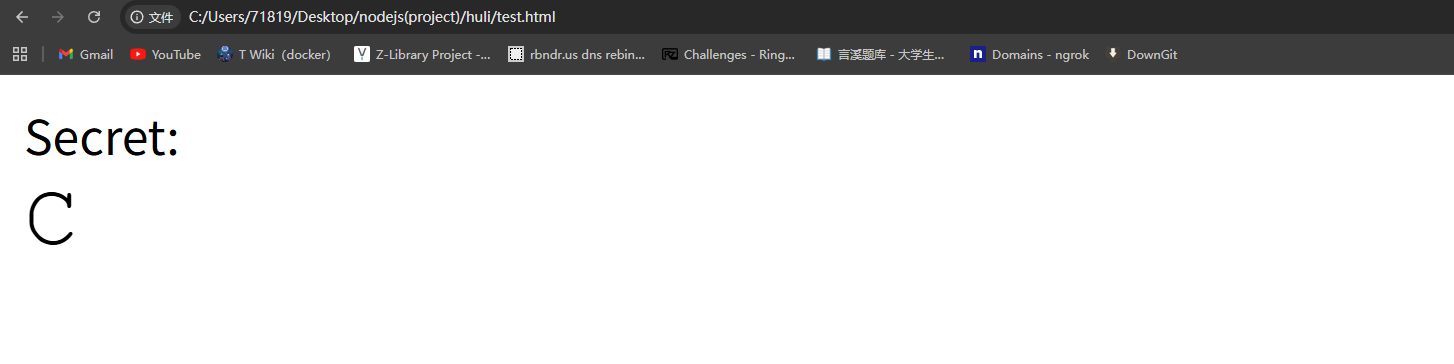 文件 C:/Users/71819/Desktop/nodejs(project)/huli/test.html
Gmail YouTube T Wiki（docker） Z-Library Project -... rbndr.us dns rebin... Challenges - Ring... 言溪题库 - 大学生... Domains - ngrok DownGit
Secret:
C